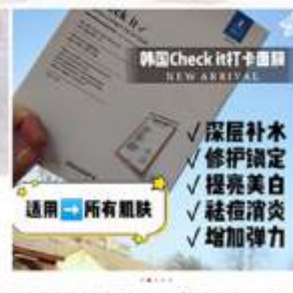 check it✓
韩国Check it打卡面膜
NEW ARRIVAL
√深层补水
√修护锁定
√提亮美白
√祛痘消炎
√增加弹力
适用➡️所有肌肤